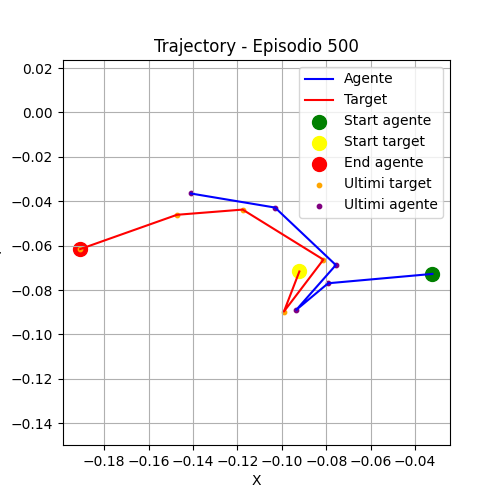 Trajectory - Episodio 500
Agente
Target
Start agente
Start target
End agente
Ultimi target
Ultimi agente
0.02
0.00
−0.02
−0.04
−0.06
−0.08
−0.10
−0.12
−0.14
−0.18 −0.16 −0.14 −0.12 −0.10 −0.08 −0.06 −0.04
X